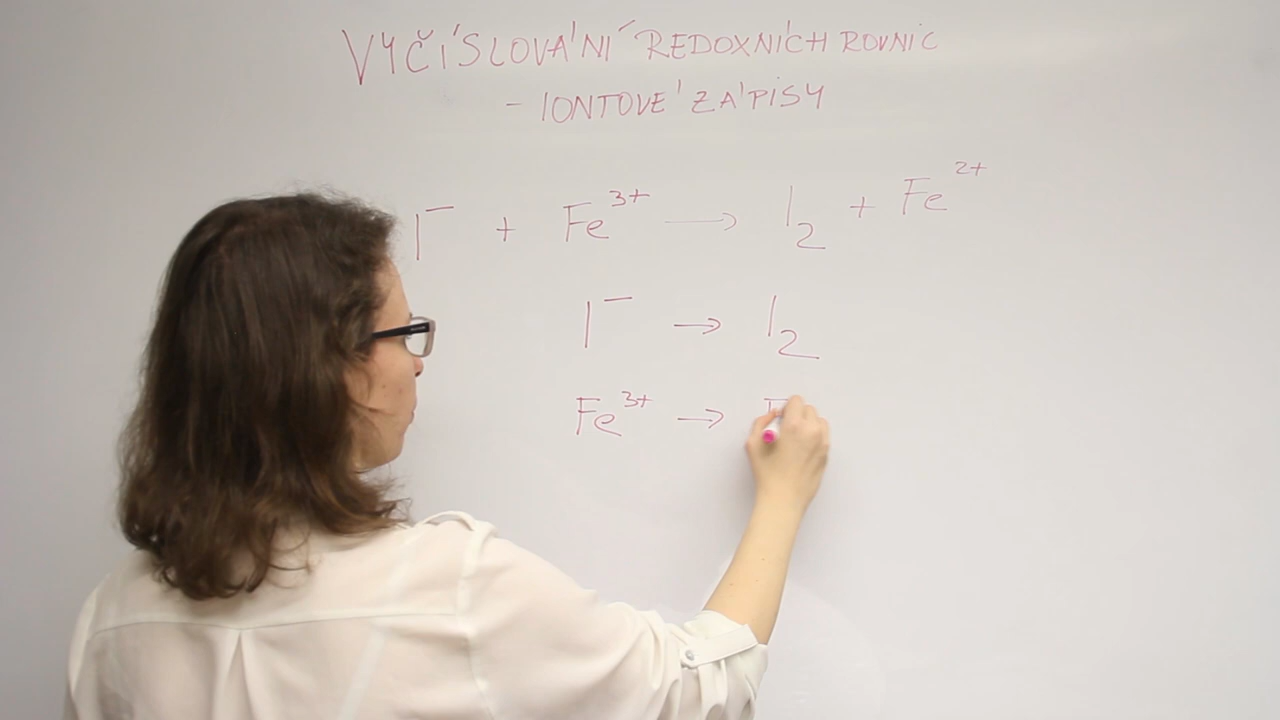 VYČÍSLOVÁNÍ REDOXNÍCH ROVNIC
- IONTOVÉ ZÁPISY
I⁻ + Fe³⁺ → I₂ + Fe²⁺
I⁻ → I₂
Fe³⁺ → F